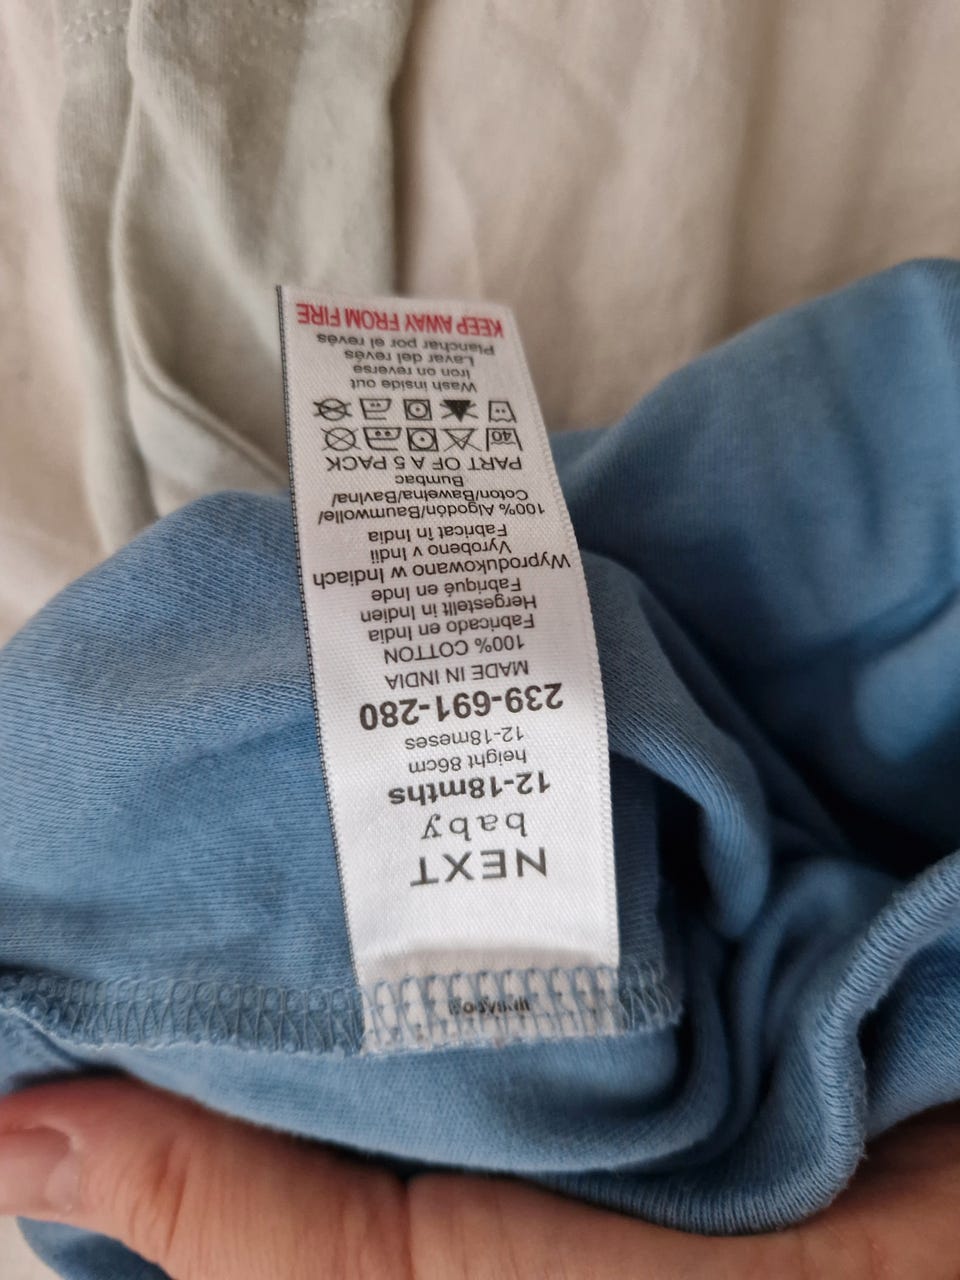 NEXT
baby
12-18mths
height 86cm
12-18meses
239-691-280
MADE IN INDIA
100% COTTON
Fabricado en India
Hergestellt in Indien
Fabriqué en Inde
Wyprodukowano w Indiach
Vyrobeno v Indii
Fabricat în India
100% Algodón/Baumwolle/
Coton/Bawełna/Bavlna/
Bumbac
PART OF A 5 PACK
40
Wash inside out
Iron on reverse
Lavar del revés
Planchar por el revés
KEEP AWAY FROM FIRE